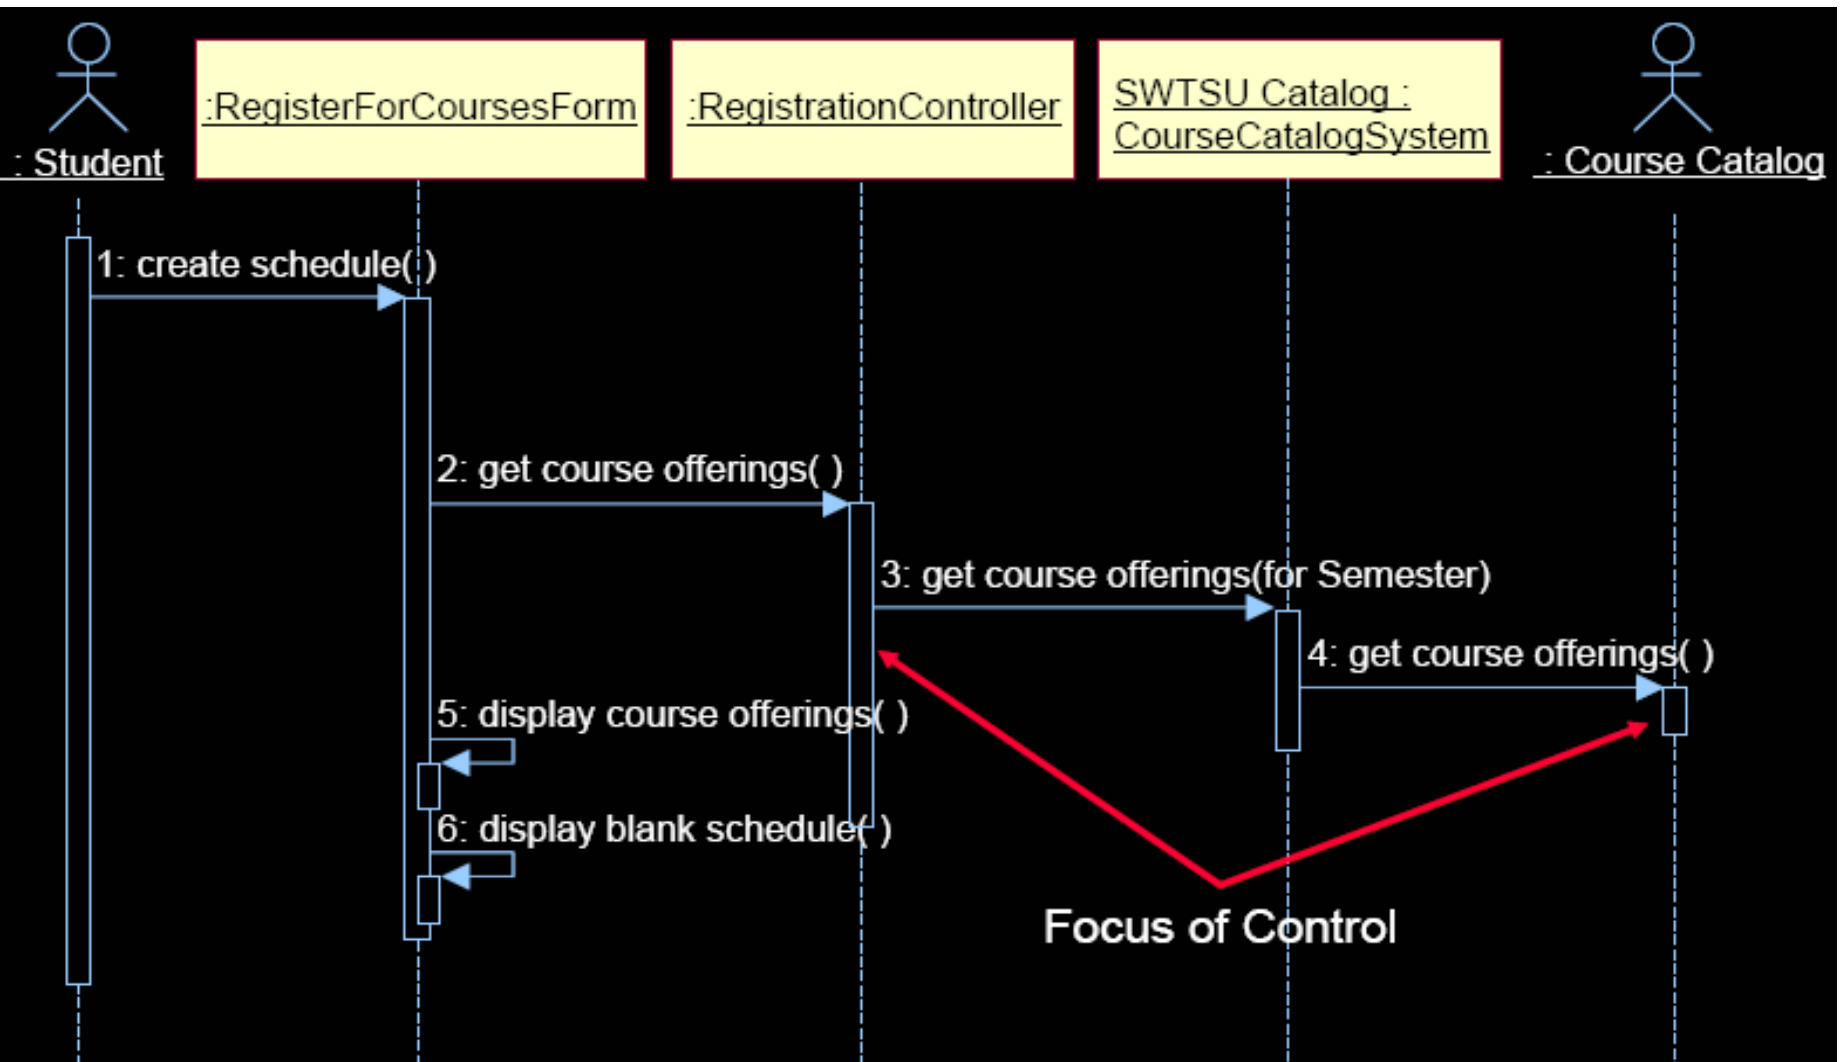 : Student
:RegisterForCoursesForm
:RegistrationController
SWTSU Catalog :
CourseCatalogSystem
: Course Catalog
1: create schedule( )
2: get course offerings( )
3: get course offerings(for Semester)
4: get course offerings( )
5: display course offerings( )
6: display blank schedule( )
Focus of Control